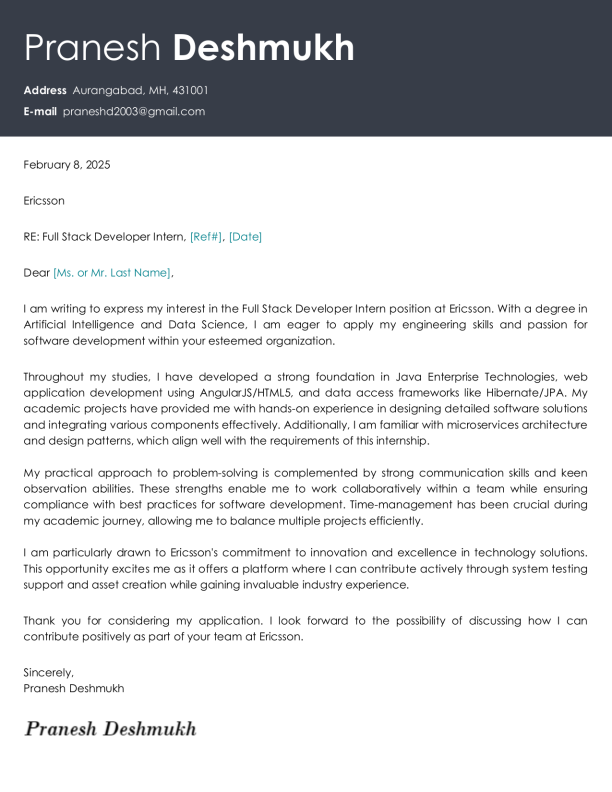 Pranesh Deshmukh
Address Aurangabad, MH, 431001
E-mail praneshd2003@gmail.com
February 8, 2025
Ericsson
RE: Full Stack Developer Intern, [Ref#], [Date]
Dear [Ms. or Mr. Last Name],
I am writing to express my interest in the Full Stack Developer Intern position at Ericsson. With a degree in
Artificial Intelligence and Data Science, I am eager to apply my engineering skills and passion for
software development within your esteemed organization.
Throughout my studies, I have developed a strong foundation in Java Enterprise Technologies, web
application development using AngularJS/HTML5, and data access frameworks like Hibernate/JPA. My
academic projects have provided me with hands-on experience in designing detailed software solutions
and integrating various components effectively. Additionally, I am familiar with microservices architecture
and design patterns, which align well with the requirements of this internship.
My practical approach to problem-solving is complemented by strong communication skills and keen
observation abilities. These strengths enable me to work collaboratively within a team while ensuring
compliance with best practices for software development. Time-management has been crucial during
my academic journey, allowing me to balance multiple projects efficiently.
I am particularly drawn to Ericsson's commitment to innovation and excellence in technology solutions.
This opportunity excites me as it offers a platform where I can contribute actively through system testing
support and asset creation while gaining invaluable industry experience.
Thank you for considering my application. I look forward to the possibility of discussing how I can
contribute positively as part of your team at Ericsson.
Sincerely,
Pranesh Deshmukh
Pranesh Deshmukh